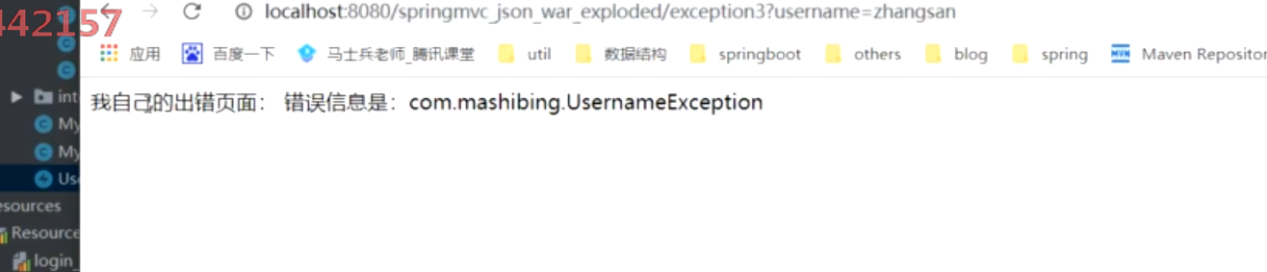 442157
localhost:8080/springmvc_json_war_exploded/exception3?username=zhangsan
应用 百度一下 马士兵老师_腾讯课堂 util 数据结构 springboot others blog spring Maven Repositor
我自己的出错页面： 错误信息是：com.mashibing.UsernameException
int
My
My
Use
esources
Resource
login_